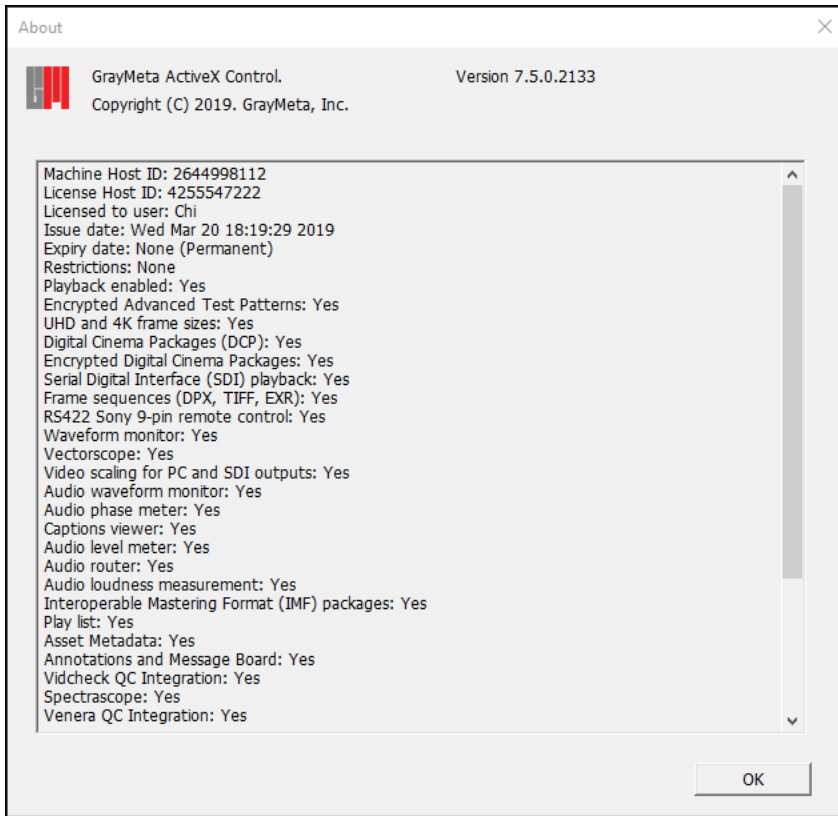 About
GrayMeta ActiveX Control.
Version 7.5.0.2133
Copyright (C) 2019. GrayMeta, Inc.
Machine Host ID: 2644998112
License Host ID: 4255547222
Licensed to user: Chi
Issue date: Wed Mar 20 18:19:29 2019
Expiry date: None (Permanent)
Restrictions: None
Playback enabled: Yes
Encrypted Advanced Test Patterns: Yes
UHD and 4K frame sizes: Yes
Digital Cinema Packages (DCP): Yes
Encrypted Digital Cinema Packages: Yes
Serial Digital Interface (SDI) playback: Yes
Frame sequences (DPX, TIFF, EXR): Yes
RS422 Sony 9-pin remote control: Yes
Waveform monitor: Yes
Vectorscope: Yes
Video scaling for PC and SDI outputs: Yes
Audio waveform monitor: Yes
Audio phase meter: Yes
Captions viewer: Yes
Audio level meter: Yes
Audio router: Yes
Audio loudness measurement: Yes
Interoperable Mastering Format (IMF) packages: Yes
Play list: Yes
Asset Metadata: Yes
Annotations and Message Board: Yes
Vidcheck QC Integration: Yes
Spectrascope: Yes
Venera QC Integration: Yes
OK